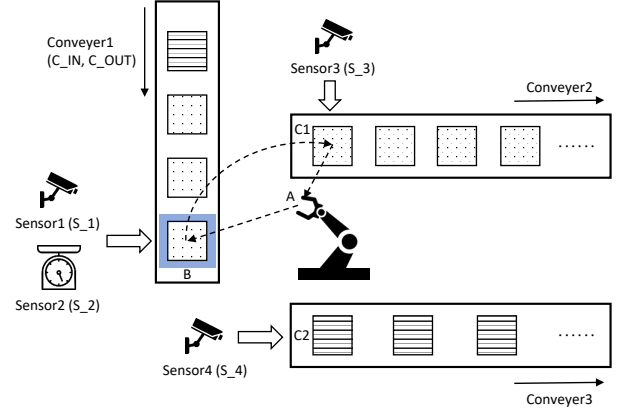 Conveyer1
(C_IN, C_OUT)
Sensor3 (S_3)
Conveyer2
C1
......
A
Sensor1 (S_1)
B
Sensor2 (S_2)
C2
......
Sensor4 (S_4)
Conveyer3